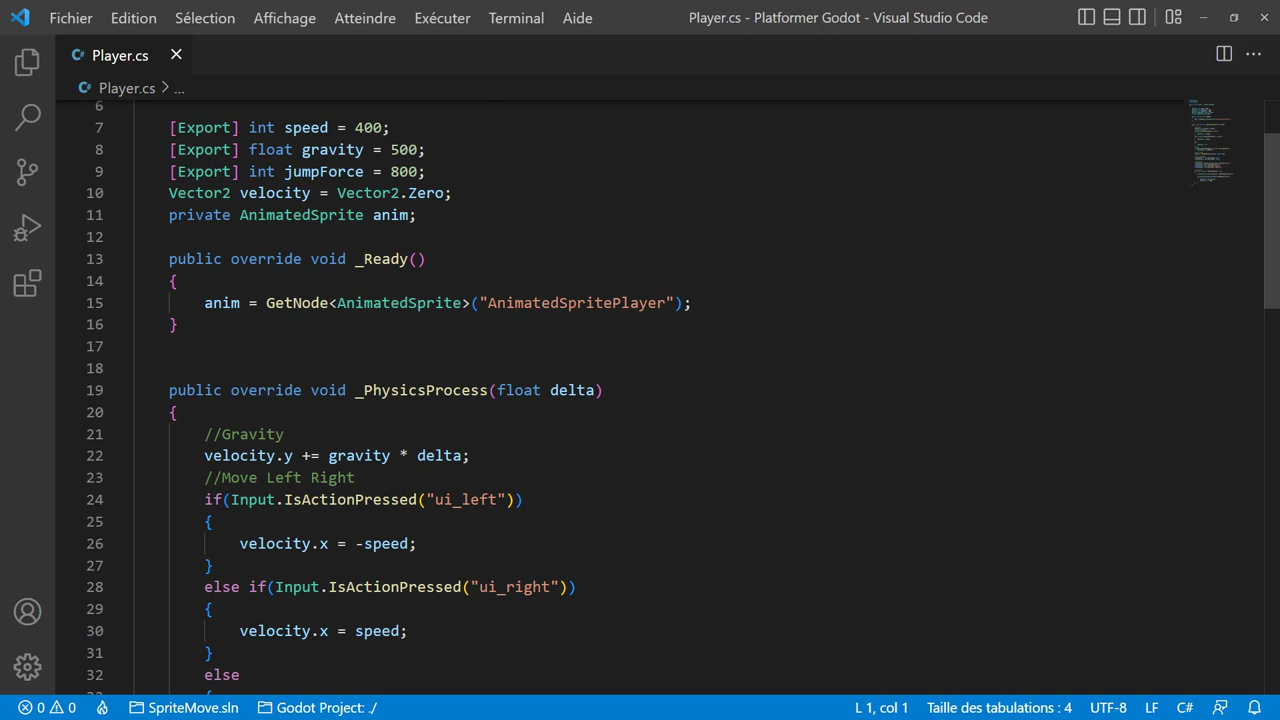 Fichier Edition Sélection Affichage Atteindre Exécuter Terminal Aide Player.cs - Platformer Godot - Visual Studio Code
Player.cs
Player.cs > ...
6
7 [Export] int speed = 400;
8 [Export] float gravity = 500;
9 [Export] int jumpForce = 800;
10 Vector2 velocity = Vector2.Zero;
11 private AnimatedSprite anim;
12
13 public override void _Ready()
14 {
15 anim = GetNode<AnimatedSprite>("AnimatedSpritePlayer");
16 }
17
18
19 public override void _PhysicsProcess(float delta)
20 {
21 //Gravity
22 velocity.y += gravity * delta;
23 //Move Left Right
24 if(Input.IsActionPressed("ui_left"))
25 {
26 velocity.x = -speed;
27 }
28 else if(Input.IsActionPressed("ui_right"))
29 {
30 velocity.x = speed;
31 }
32 else
33 {
0 0 SpriteMove.sln Godot Project: ./ L 1, col 1 Taille des tabulations : 4 UTF-8 LF C#